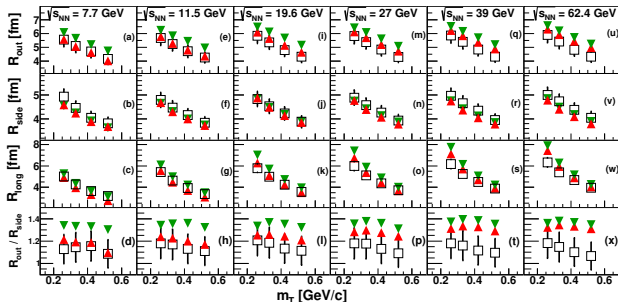 √sNN = 7.7 GeV √sNN = 11.5 GeV √sNN = 19.6 GeV √sNN = 27 GeV √sNN = 39 GeV √sNN = 62.4 GeV
Rout [fm]
6
5
4
(a) (e) (i) (m) (q) (u)
Rside [fm]
6
5
4
(b) (f) (j) (n) (r) (v)
Rlong [fm]
8
6
4
(c) (g) (k) (o) (s) (w)
Rout / Rside
1.4
1.2
1
(d) (h) (l) (p) (t) (x)
0.2 0.4 0.6 0.2 0.4 0.6 0.2 0.4 0.6 0.2 0.4 0.6 0.2 0.4 0.6 0.2 0.4 0.6
mT [GeV/c]